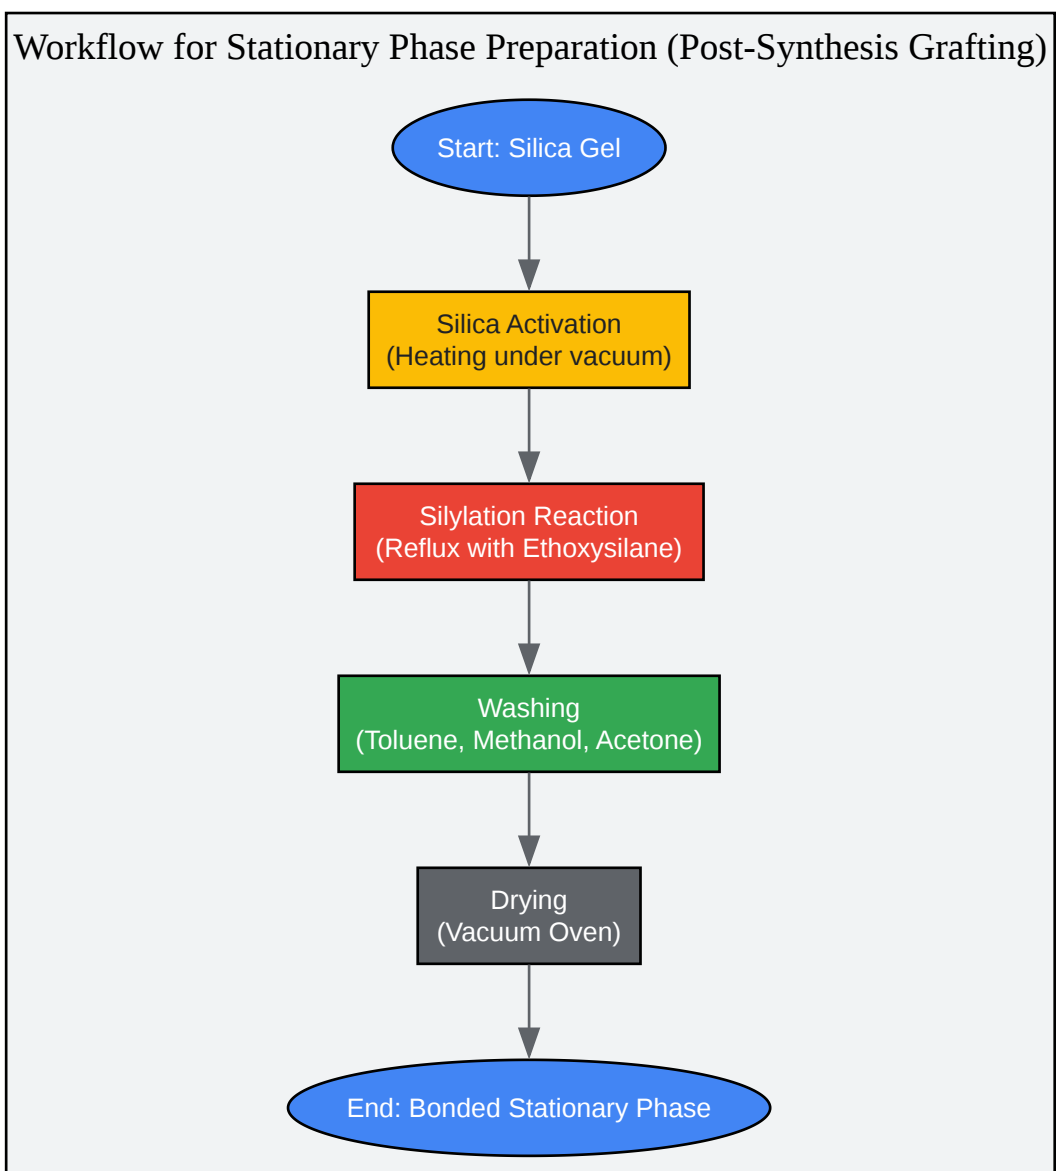 Workflow for Stationary Phase Preparation (Post-Synthesis Grafting)
Start: Silica Gel
Silica Activation
(Heating under vacuum)
Silylation Reaction
(Reflux with Ethoxysilane)
Washing
(Toluene, Methanol, Acetone)
Drying
(Vacuum Oven)
End: Bonded Stationary Phase